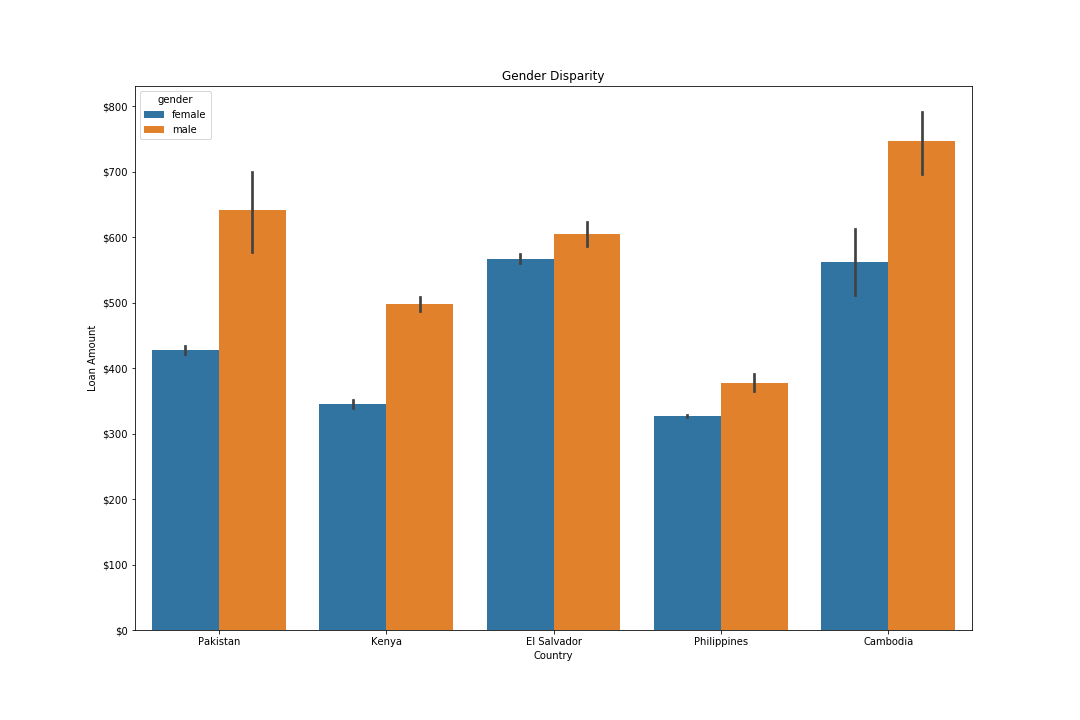 Gender Disparity
gender
female
male
$800
$700
$600
$500
$400
$300
$200
$100
$0
Loan Amount
Pakistan
Kenya
El Salvador
Philippines
Cambodia
Country